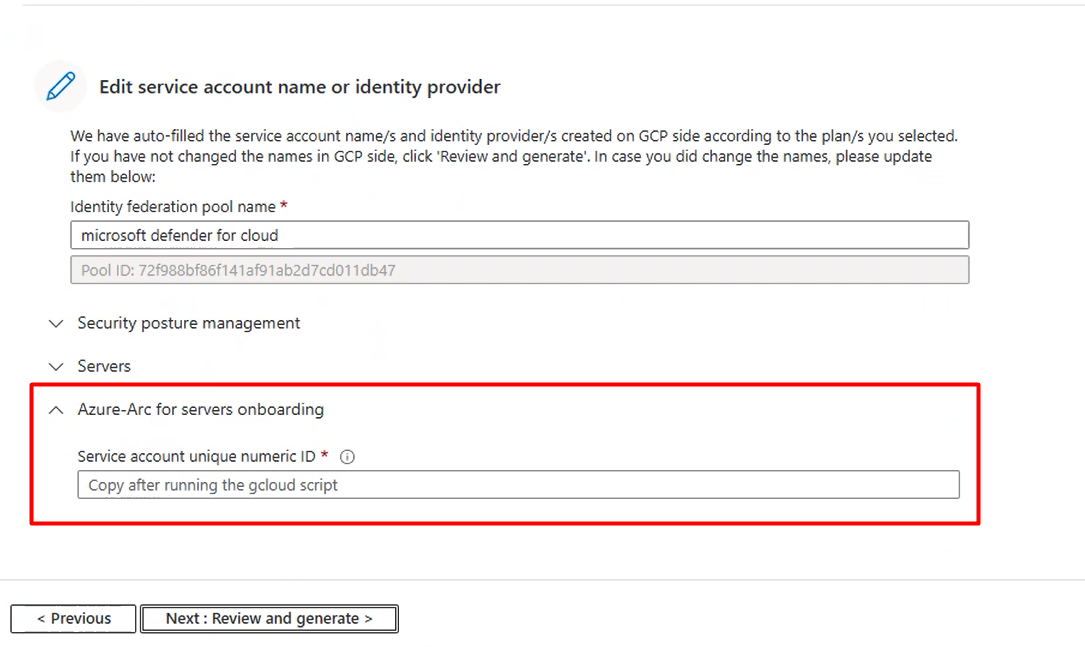 Edit service account name or identity provider
We have auto-filled the service account name/s and identity provider/s created on GCP side according to the plan/s you selected.
If you have not changed the names in GCP side, click 'Review and generate'. In case you did change the names, please update
them below:
Identity federation pool name *
microsoft defender for cloud
Pool ID: 72f988bf86f141af91ab2d7cd011db47
Security posture management
Servers
Azure-Arc for servers onboarding
Service account unique numeric ID *
Copy after running the gcloud script
< Previous
Next : Review and generate >